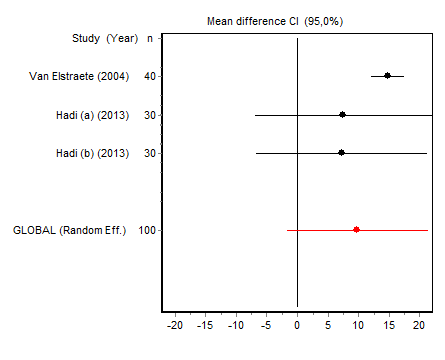 Mean difference CI (95,0%)
Study (Year) n
Van Elstraete (2004) 40
Hadi (a) (2013) 30
Hadi (b) (2013) 30
GLOBAL (Random Eff.) 100
-20 -15 -10 -5 0 5 10 15 20